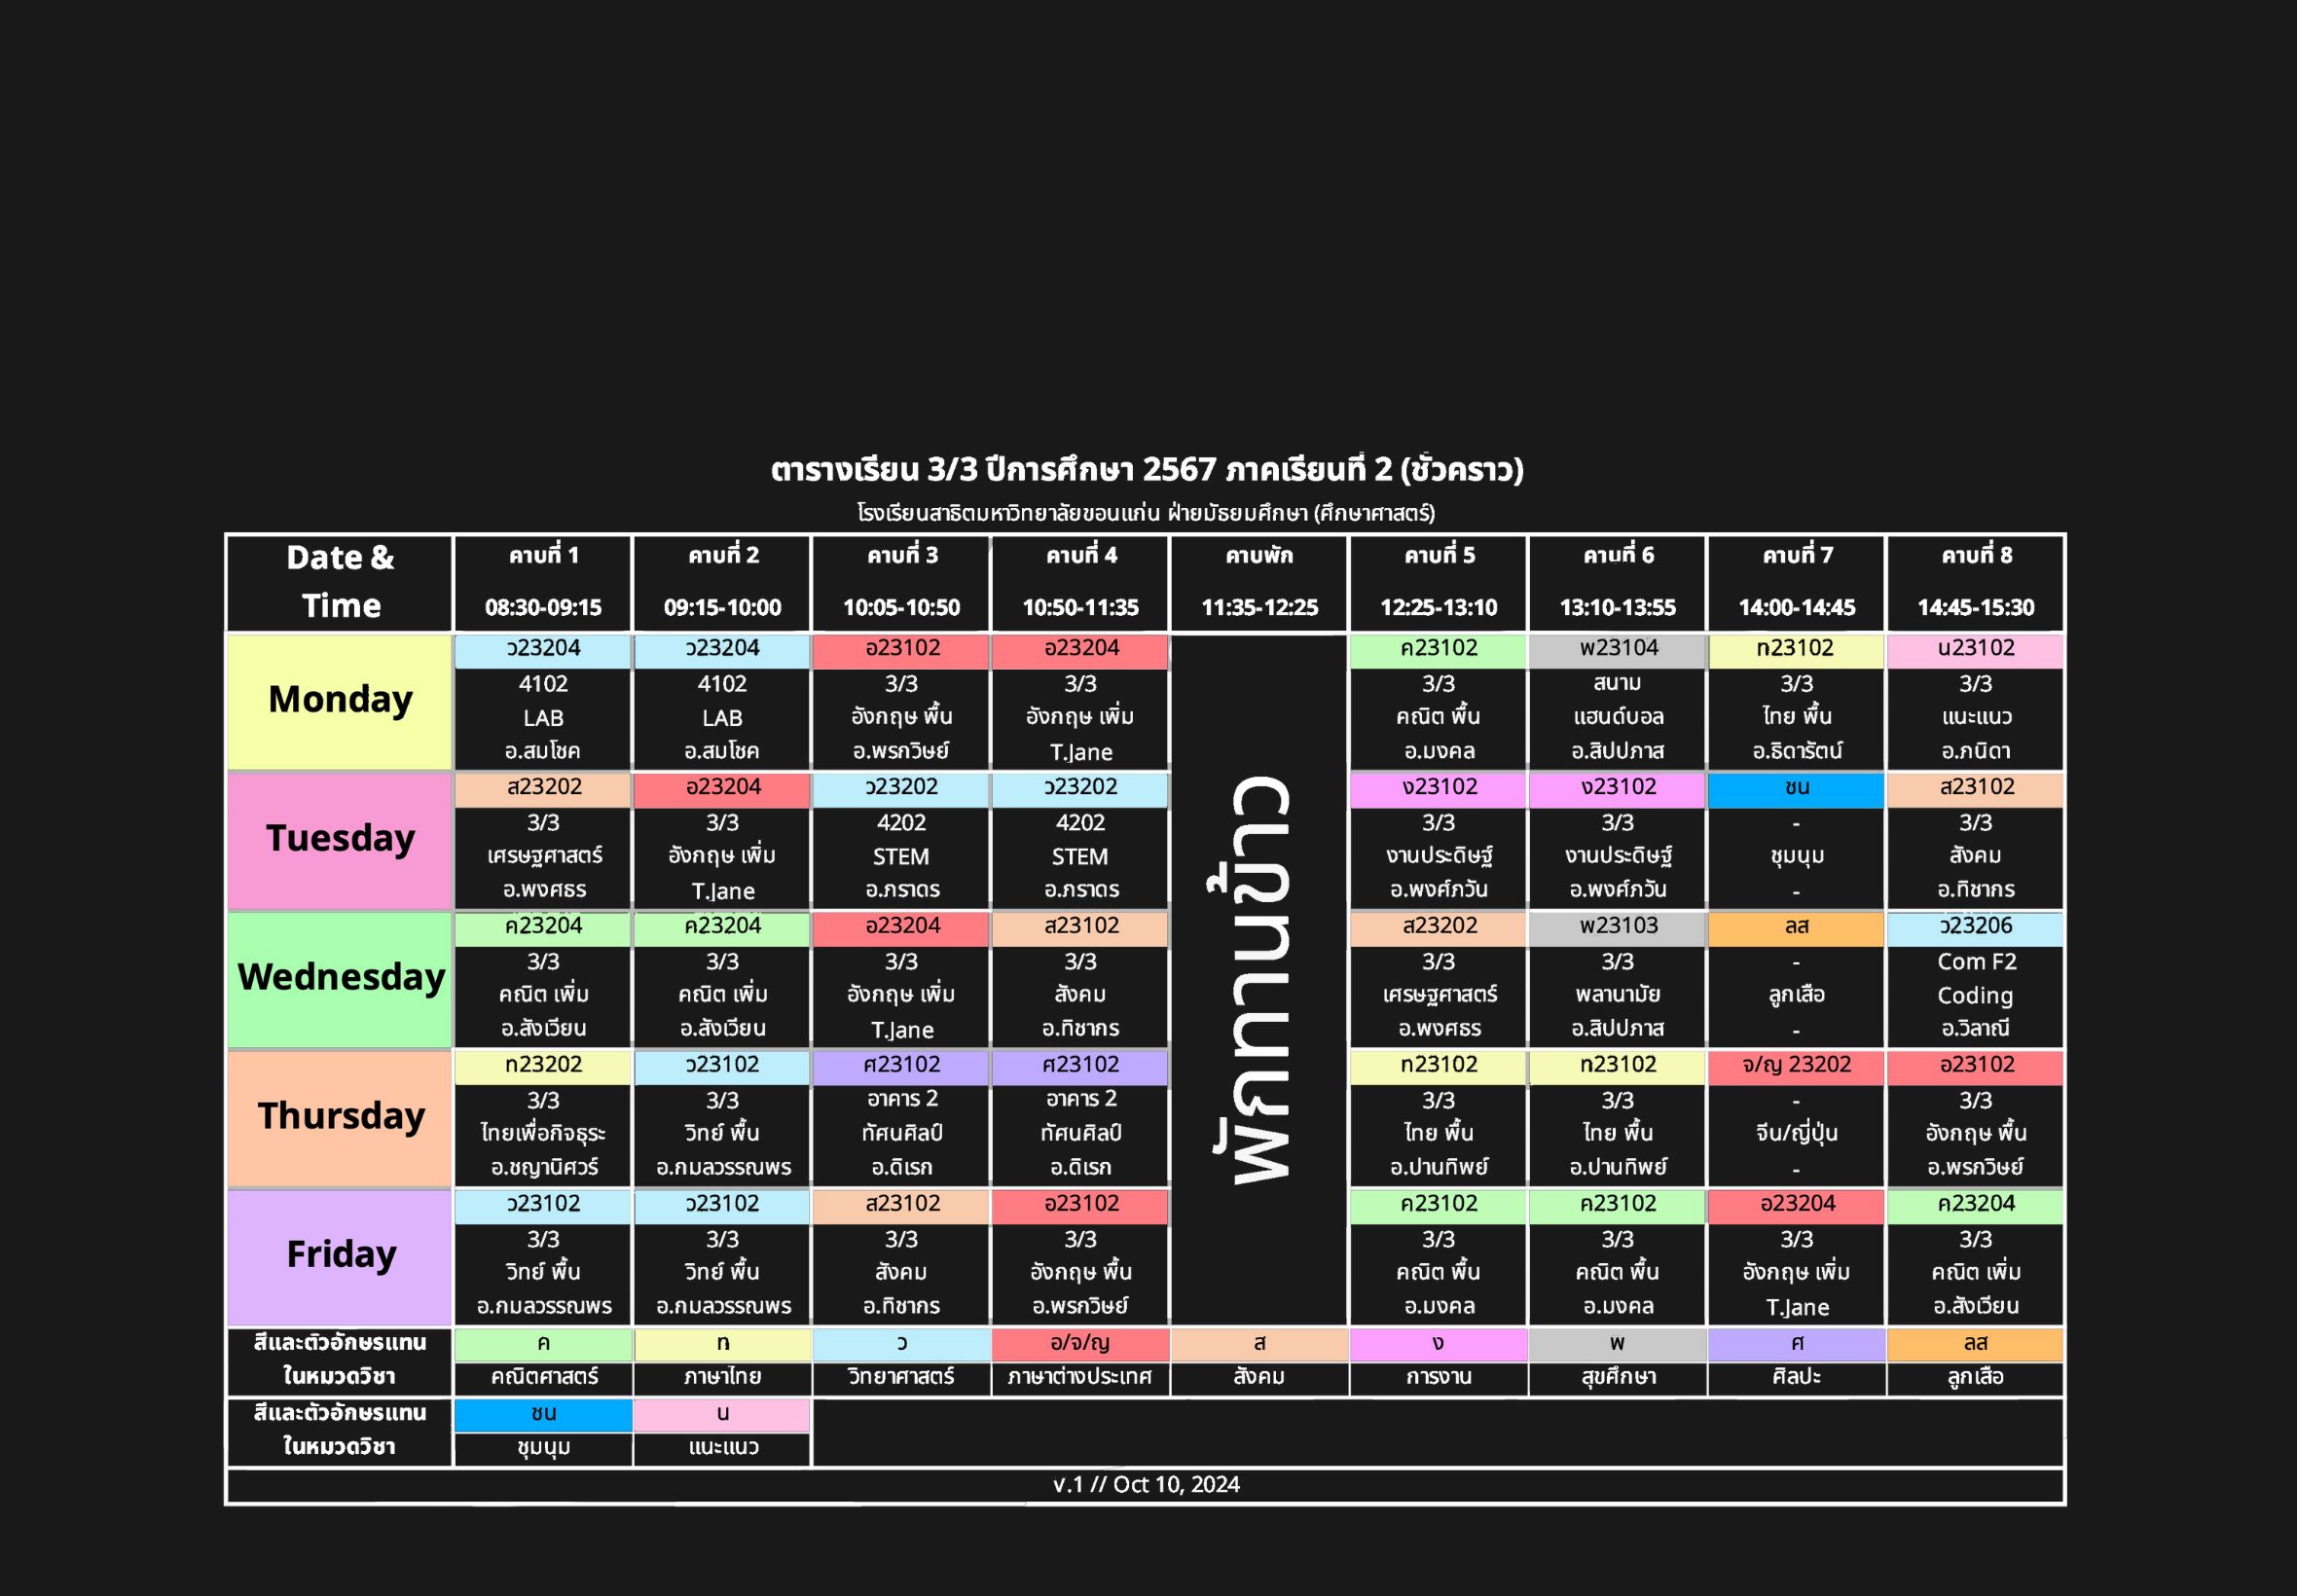 ตารางเรียน 3/3 ปีการศึกษา 2567 ภาคเรียนที่ 2 (ชั่วคราว)
โรงเรียนสาธิตมหาวิทยาลัยขอนแก่น ฝ่ายมัธยมศึกษา (ศึกษาศาสตร์)
Date & Time คาบที่ 1 คาบที่ 2 คาบที่ 3 คาบที่ 4 คาบพัก คาบที่ 5 คาบที่ 6 คาบที่ 7 คาบที่ 8
08:30-09:15 09:15-10:00 10:05-10:50 10:50-11:35 11:35-12:25 12:25-13:10 13:10-13:55 14:00-14:45 14:45-15:30
พักทานข้าว
Monday
ว23204 ว23204 อ23102 อ23204 ค23102 พ23104 ท23102 น23102
4102 4102 3/3 3/3 3/3 สนาม 3/3 3/3
LAB LAB อังกฤษ พื้น อังกฤษ เพิ่ม คณิต พื้น แฮนด์บอล ไทย พื้น แนะแนว
อ.สมโชค อ.สมโชค อ.พรกวิษย์ T.Jane อ.มงคล อ.สิปปภาส อ.ธิดารัตน์ อ.ภนิดา
Tuesday
ส23202 อ23204 ว23202 ว23202 ง23102 ง23102 ชน ส23102
3/3 3/3 4202 4202 3/3 3/3 - 3/3
เศรษฐศาสตร์ อังกฤษ เพิ่ม STEM STEM งานประดิษฐ์ งานประดิษฐ์ ชุมนุม สังคม
อ.พงศธร T.Jane อ.ภราดร อ.ภราดร อ.พงศ์ภวัน อ.พงศ์ภวัน - อ.ทิชากร
Wednesday
ค23204 ค23204 อ23204 ส23102 ส23202 พ23103 ลส ว23206
3/3 3/3 3/3 3/3 3/3 3/3 - Com F2
คณิต เพิ่ม คณิต เพิ่ม อังกฤษ เพิ่ม สังคม เศรษฐศาสตร์ พลานามัย ลูกเสือ Coding
อ.สังเวียน อ.สังเวียน T.Jane อ.ทิชากร อ.พงศธร อ.สิปปภาส - อ.วิลาณี
Thursday
ท23202 ว23102 ศ23102 ศ23102 ท23102 ท23102 จ/ญ 23202 อ23102
3/3 3/3 อาคาร 2 อาคาร 2 3/3 3/3 - 3/3
ไทยเพื่อกิจธุระ วิทย์ พื้น ทัศนศิลป์ ทัศนศิลป์ ไทย พื้น ไทย พื้น จีน/ญี่ปุ่น อังกฤษ พื้น
อ.ชญานิศวร์ อ.กมลวรรณพร อ.ดิเรก อ.ดิเรก อ.ปานทิพย์ อ.ปานทิพย์ - อ.พรกวิษย์
Friday
ว23102 ว23102 ส23102 อ23102 ค23102 ค23102 อ23204 ค23204
3/3 3/3 3/3 3/3 3/3 3/3 3/3 3/3
วิทย์ พื้น วิทย์ พื้น สังคม อังกฤษ พื้น คณิต พื้น คณิต พื้น อังกฤษ เพิ่ม คณิต เพิ่ม
อ.กมลวรรณพร อ.กมลวรรณพร อ.ทิชากร อ.พรกวิษย์ อ.มงคล อ.มงคล T.Jane อ.สังเวียน
สีและตัวอักษรแทน ค ท ว อ/จ/ญ ส ง พ ศ ลส
ในหมวดวิชา คณิตศาสตร์ ภาษาไทย วิทยาศาสตร์ ภาษาต่างประเทศ สังคม การงาน สุขศึกษา ศิลปะ ลูกเสือ
สีและตัวอักษรแทน ชน น
ในหมวดวิชา ชุมนุม แนะแนว
v.1 // Oct 10, 2024